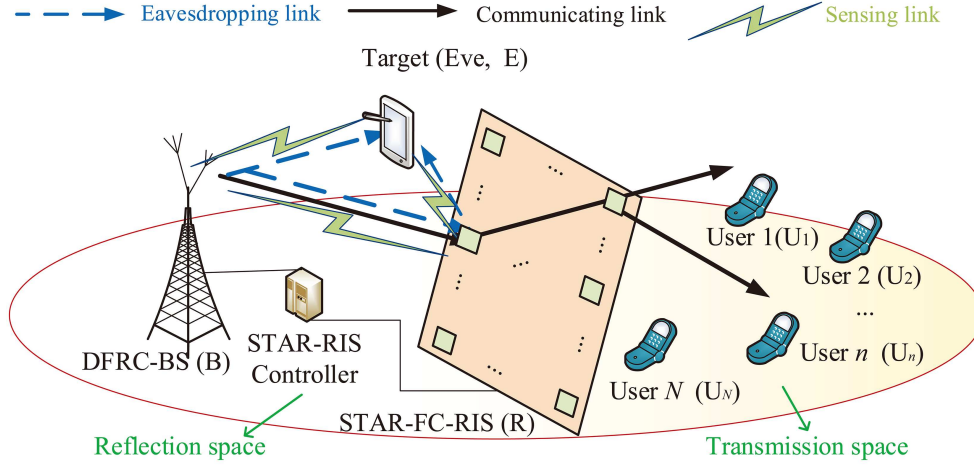 Eavesdropping link
Communicating link
Sensing link
Target (Eve, E)
User 1(U1)
User 2 (U2)
...
User n (Un)
User N (UN)
DFRC-BS (B)
STAR-RIS
Controller
STAR-FC-RIS (R)
Reflection space
Transmission space